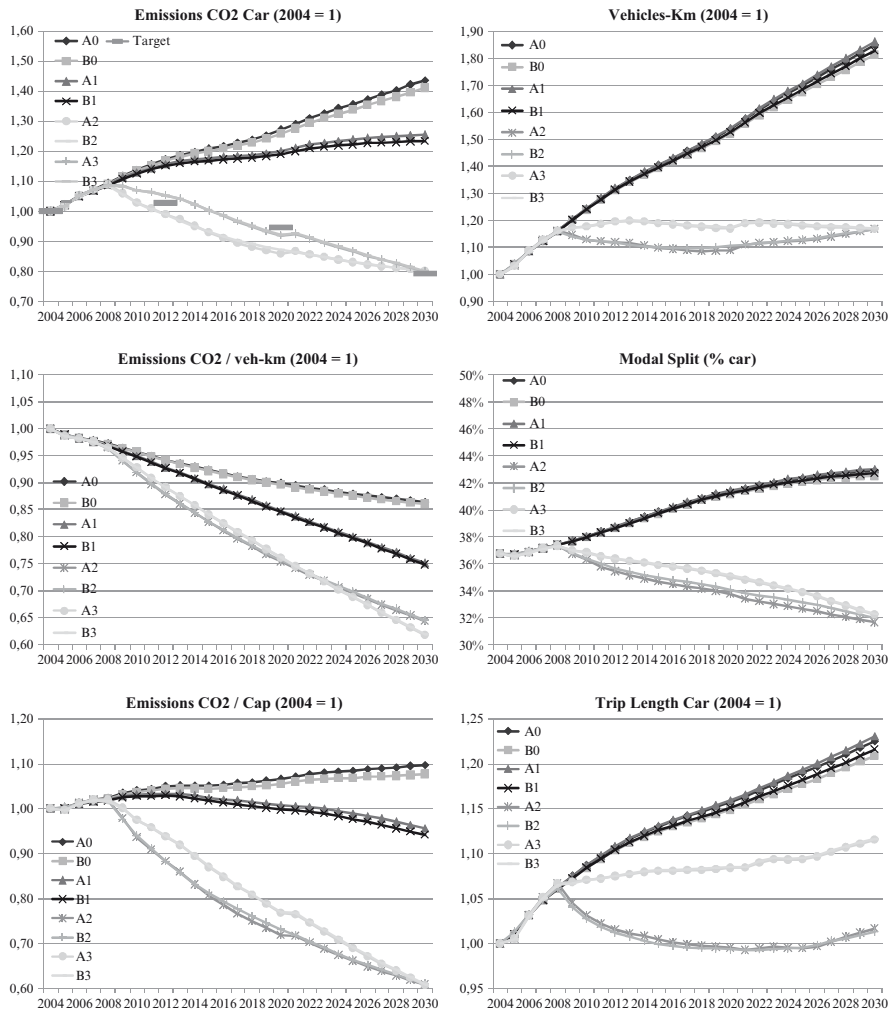 Emissions CO2 Car (2004 = 1)
1,60
1,50
1,40
1,30
1,20
1,10
1,00
0,90
0,80
0,70
A0 Target
B0
A1
B1
A2
B2
A3
B3
2004 2006 2008 2010 2012 2014 2016 2018 2020 2022 2024 2026 2028 2030
Vehicles-Km (2004 = 1)
1,90
1,80
1,70
1,60
1,50
1,40
1,30
1,20
1,10
1,00
0,90
A0
B0
A1
B1
A2
B2
A3
B3
2004 2006 2008 2010 2012 2014 2016 2018 2020 2022 2024 2026 2028 2030
Emissions CO2 / veh-km (2004 = 1)
1,10
1,05
1,00
0,95
0,90
0,85
0,80
0,75
0,70
0,65
0,60
A0
B0
A1
B1
A2
B2
A3
B3
2004 2006 2008 2010 2012 2014 2016 2018 2020 2022 2024 2026 2028 2030
Modal Split (% car)
50%
48%
46%
44%
42%
40%
38%
36%
34%
32%
30%
A0
B0
A1
B1
A2
B2
A3
B3
2004 2006 2008 2010 2012 2014 2016 2018 2020 2022 2024 2026 2028 2030
Emissions CO2 / Cap (2004 = 1)
1,20
1,10
1,00
0,90
0,80
0,70
0,60
A0
B0
A1
B1
A2
B2
A3
B3
2004 2006 2008 2010 2012 2014 2016 2018 2020 2022 2024 2026 2028 2030
Trip Length Car (2004 = 1)
1,25
1,20
1,15
1,10
1,05
1,00
0,95
A0
B0
A1
B1
A2
B2
A3
B3
2004 2006 2008 2010 2012 2014 2016 2018 2020 2022 2024 2026 2028 2030